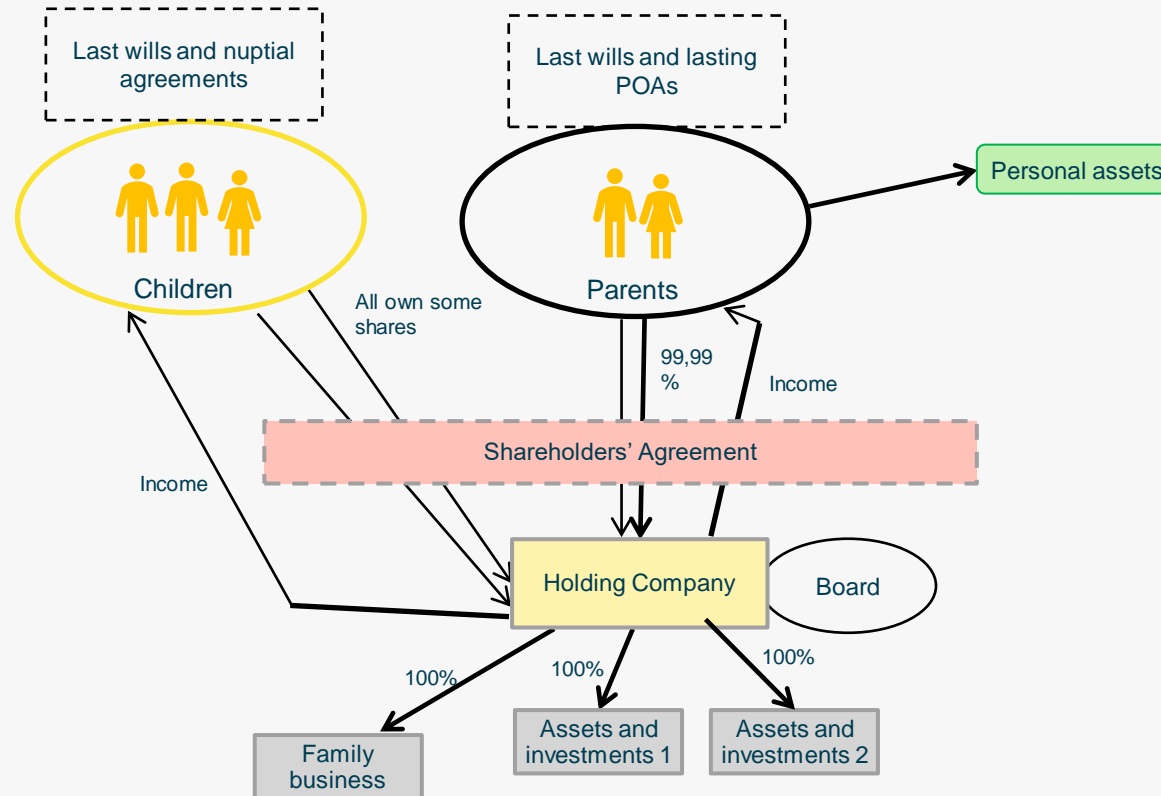 Last wills and nuptial
agreements
Last wills and lasting
POAs
Personal assets
Children
Parents
All own some
shares
99,99
%
Income
Shareholders’ Agreement
Income
Holding Company
Board
100%
100%
100%
Family
business
Assets and
investments 1
Assets and
investments 2